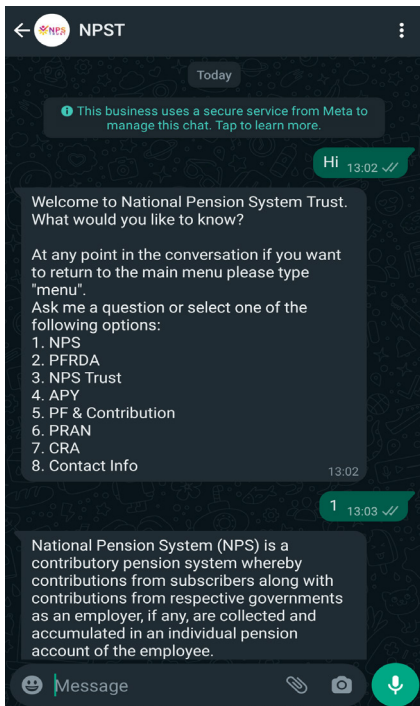 NPS
NPST
Today
This business uses a secure service from Meta to
manage this chat. Tap to learn more.
Hi 13:02
Welcome to National Pension System Trust.
What would you like to know?
At any point in the conversation if you want
to return to the main menu please type
"menu".
Ask me a question or select one of the
following options:
1. NPS
2. PFRDA
3. NPS Trust
4. APY
5. PF & Contribution
6. PRAN
7. CRA
8. Contact Info
13:02
1 13:03
National Pension System (NPS) is a
contributory pension system whereby
contributions from subscribers along with
contributions from respective governments
as an employer, if any, are collected and
accumulated in an individual pension
account of the employee.
Message